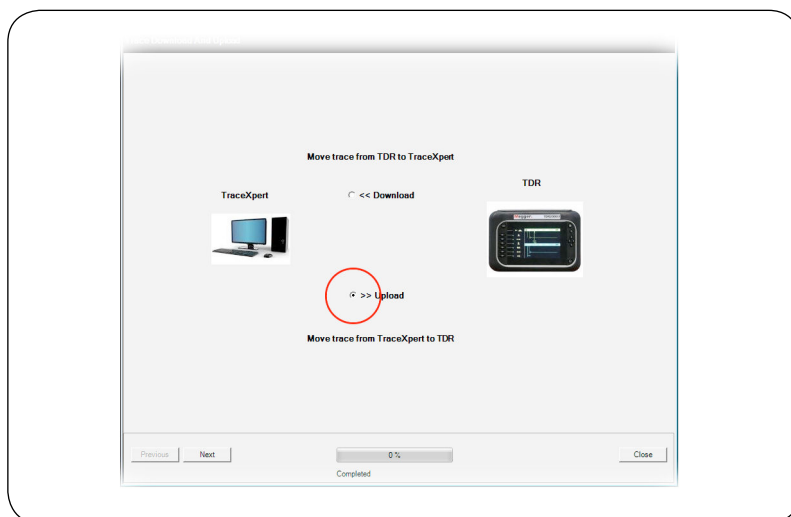 Move trace from TDR to TraceXpert
TDR
TraceXpert
<< Download
Megger
>> Upload
Move trace from TraceXpert to TDR
Previous
Next
0 %
Close
Completed